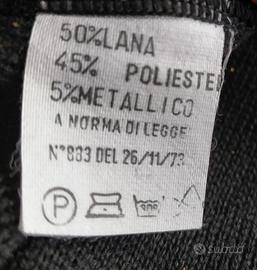 50%LANA
45% POLIESTE
5%METALLICO
A NORMA DI LEGGE
N°883 DEL 26/11/73
P
subito